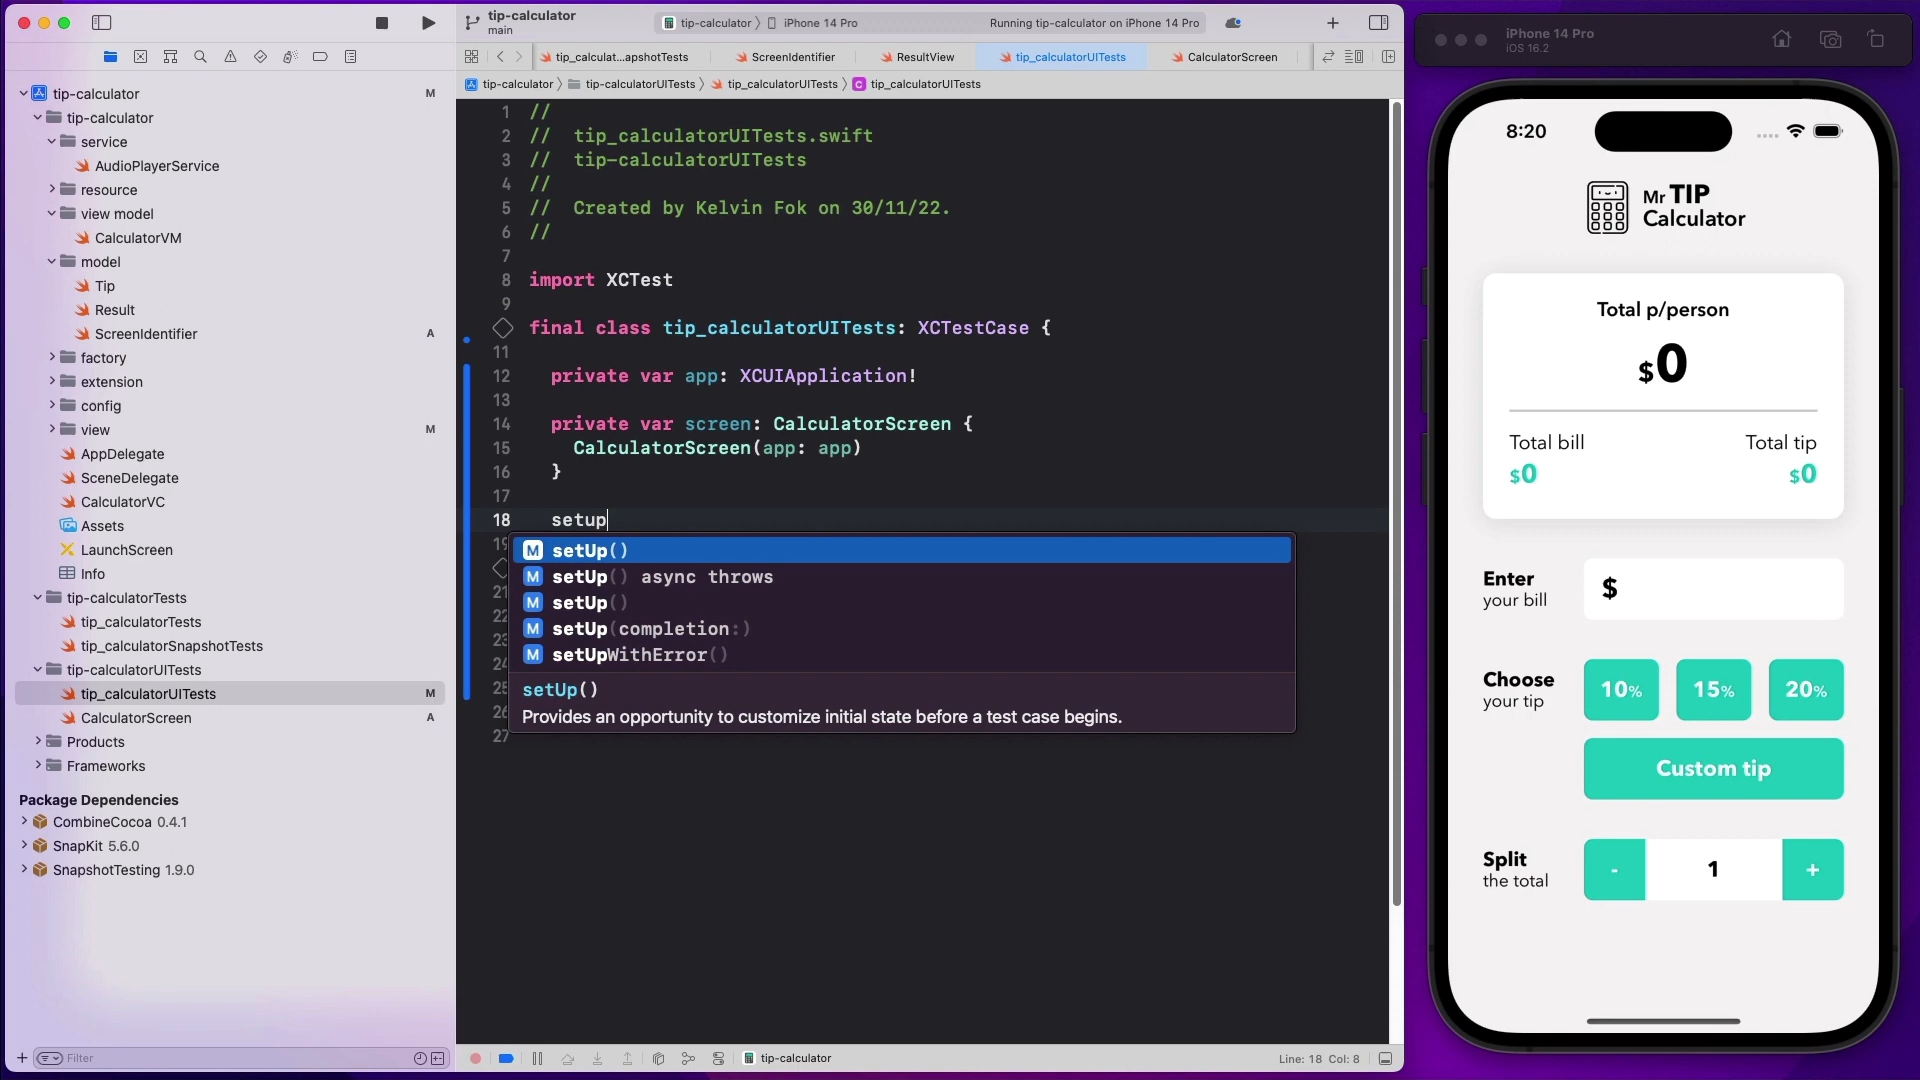 tip-calculator
main
tip-calculator
iPhone 14 Pro
Running tip-calculator on iPhone 14 Pro
tip_calculat...apshotTests
ScreenIdentifier
ResultView
tip_calculatorUITests
CalculatorScreen
tip-calculator
tip-calculatorUITests
tip_calculatorUITests
C tip_calculatorUITests
tip-calculator M
tip-calculator
service
AudioPlayerService
resource
view model
CalculatorVM
model
Tip
Result
ScreenIdentifier A
factory
extension
config
view M
AppDelegate
SceneDelegate
CalculatorVC
Assets
LaunchScreen
Info
tip-calculatorTests
tip_calculatorTests
tip_calculatorSnapshotTests
tip-calculatorUITests
tip_calculatorUITests M
CalculatorScreen A
Products
Frameworks
Package Dependencies
CombineCocoa 0.4.1
SnapKit 5.6.0
SnapshotTesting 1.9.0
Filter
1 //
2 //  tip_calculatorUITests.swift
3 //  tip-calculatorUITests
4 //
5 //  Created by Kelvin Fok on 30/11/22.
6 //
7
8 import XCTest
9
final class tip_calculatorUITests: XCTestCase {
11
12 private var app: XCUIApplication!
13
14 private var screen: CalculatorScreen {
15 CalculatorScreen(app: app)
16 }
17
18 setup
19
21
22
23
24
25
26
27
M setUp()
M setUp() async throws
M setUp()
M setUp(completion:)
M setUpWithError()
setUp()
Provides an opportunity to customize initial state before a test case begins.
tip-calculator
Line: 18 Col: 8
iPhone 14 Pro
iOS 16.2
8:20
Mr TIP
Calculator
Total p/person
$0
Total bill
Total tip
$0
$0
Enter
your bill
$
Choose
your tip
10%
15%
20%
Custom tip
Split
the total
-
1
+